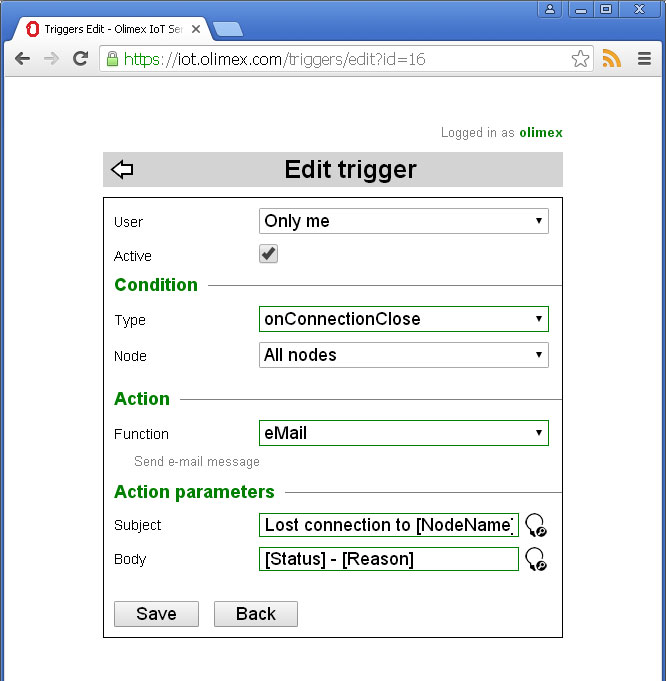 Triggers Edit - Olimex IoT Ser
https://iot.olimex.com/triggers/edit?id=16
Logged in as olimex
Edit trigger
User Only me
Active
Condition
Type onConnectionClose
Node All nodes
Action
Function eMail
Send e-mail message
Action parameters
Subject Lost connection to [NodeName]
Body [Status] - [Reason]
Save Back